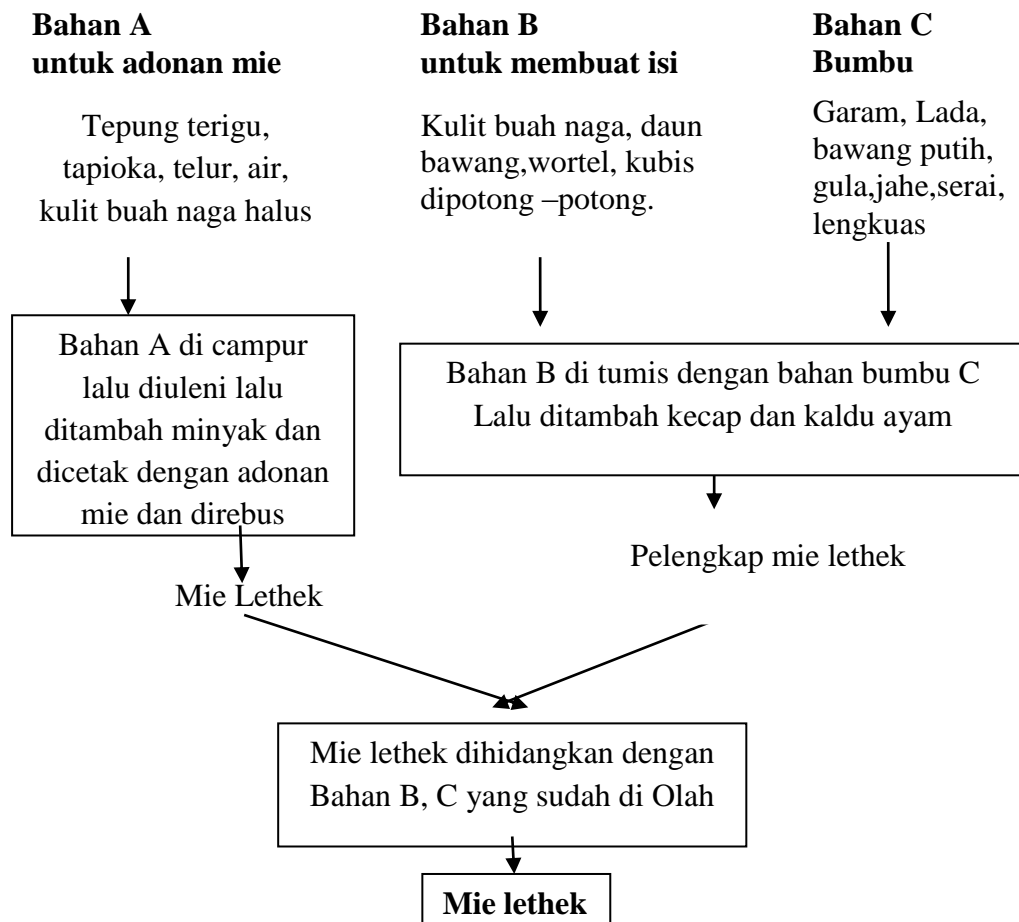 Bahan A
untuk adonan mie
Tepung terigu,
tapioka, telur, air,
kulit buah naga halus
Bahan B
untuk membuat isi
Kulit buah naga, daun
bawang,wortel, kubis
dipotong –potong.
Bahan C
Bumbu
Garam, Lada,
bawang putih,
gula,jahe,serai,
lengkuas
Bahan A di campur
lalu diuleni lalu
ditambah minyak dan
dicetak dengan adonan
mie dan direbus
Bahan B di tumis dengan bahan bumbu C
Lalu ditambah kecap dan kaldu ayam
Mie Lethek
Pelengkap mie lethek
Mie lethek dihidangkan dengan
Bahan B, C yang sudah di Olah
Mie lethek